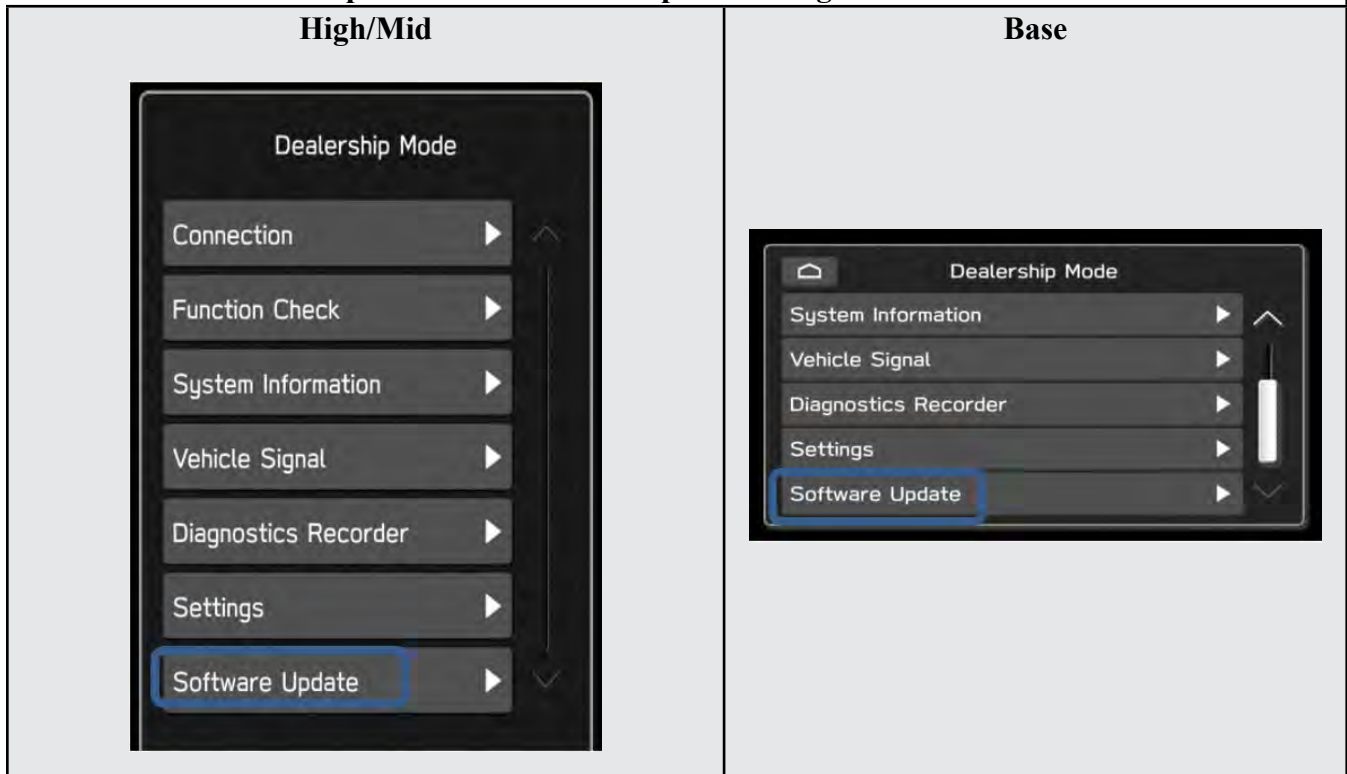 High/Mid
Base
Dealership Mode
Connection
Function Check
System Information
Vehicle Signal
Diagnostics Recorder
Settings
Software Update
Dealership Mode
System Information
Vehicle Signal
Diagnostics Recorder
Settings
Software Update